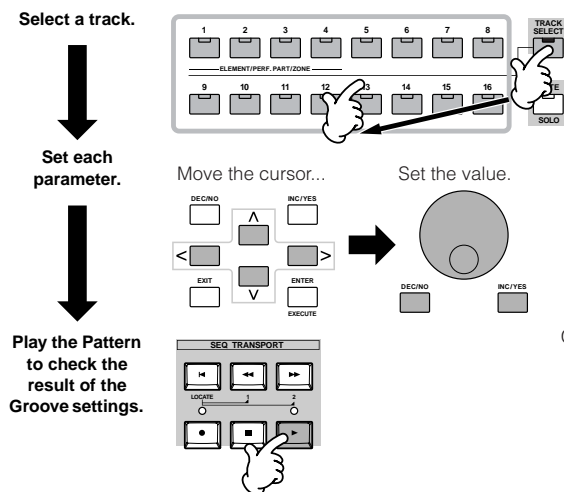 Select a track.
1 2 3 4 5 6 7 8
TRACK SELECT
ELEMENT/PERF. PART/ZONE
9 10 11 12 13 14 15 16
SOLO
Set each
parameter.
Move the cursor...
Set the value.
DEC/NO
INC/YES
EXIT
ENTER
EXECUTE
DEC/NO
INC/YES
Play the Pattern
to check the
result of the
Groove settings.
SEQ TRANSPORT
LOCATE 1 2